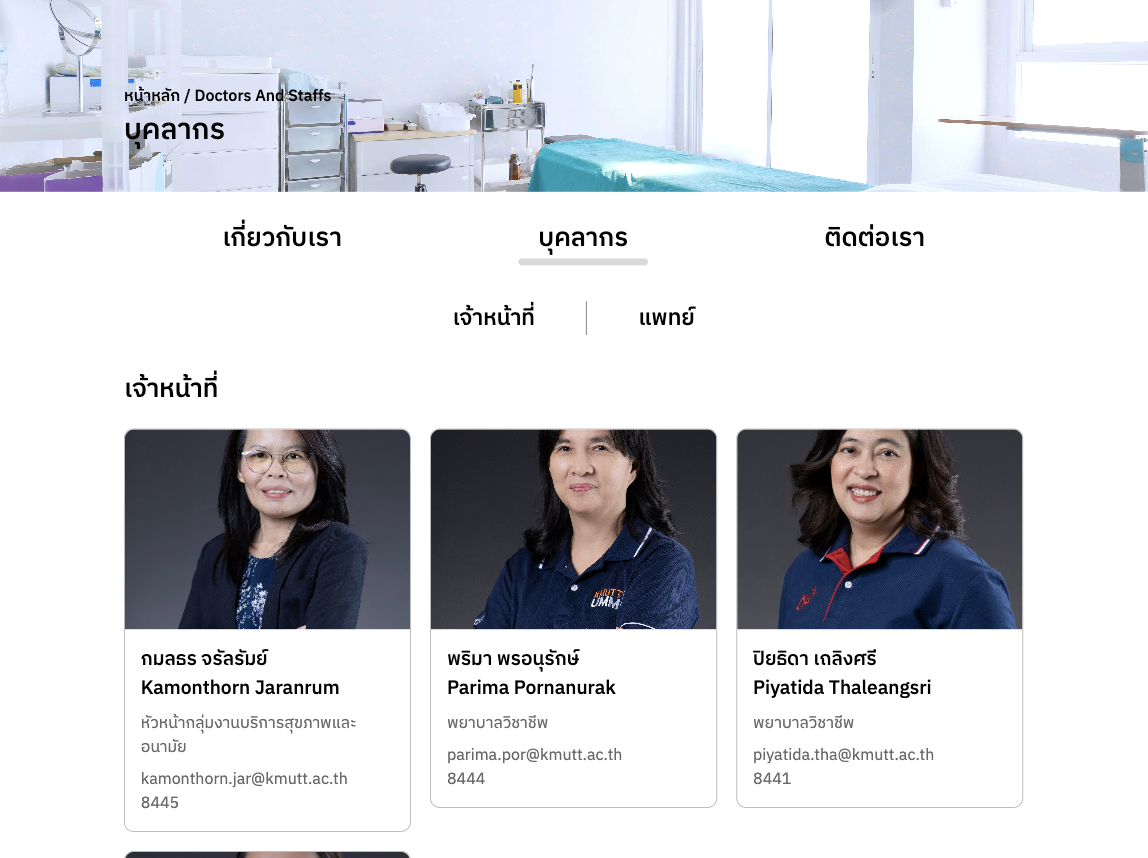 หน้าหลัก / Doctors And Staffs
บุคลากร
เกี่ยวกับเรา
บุคลากร
ติดต่อเรา
เจ้าหน้าที่
แพทย์
เจ้าหน้าที่
กมลธร จรัลรัมย์
Kamonthorn Jaranrum
หัวหน้ากลุ่มงานบริการสุขภาพและ
อนามัย
kamonthorn.jar@kmutt.ac.th
8445
พริมา พรอนุรักษ์
Parima Pornanurak
พยาบาลวิชาชีพ
parima.por@kmutt.ac.th
8444
ปิยธิดา เถลิงศรี
Piyatida Thaleangsri
พยาบาลวิชาชีพ
piyatida.tha@kmutt.ac.th
8441